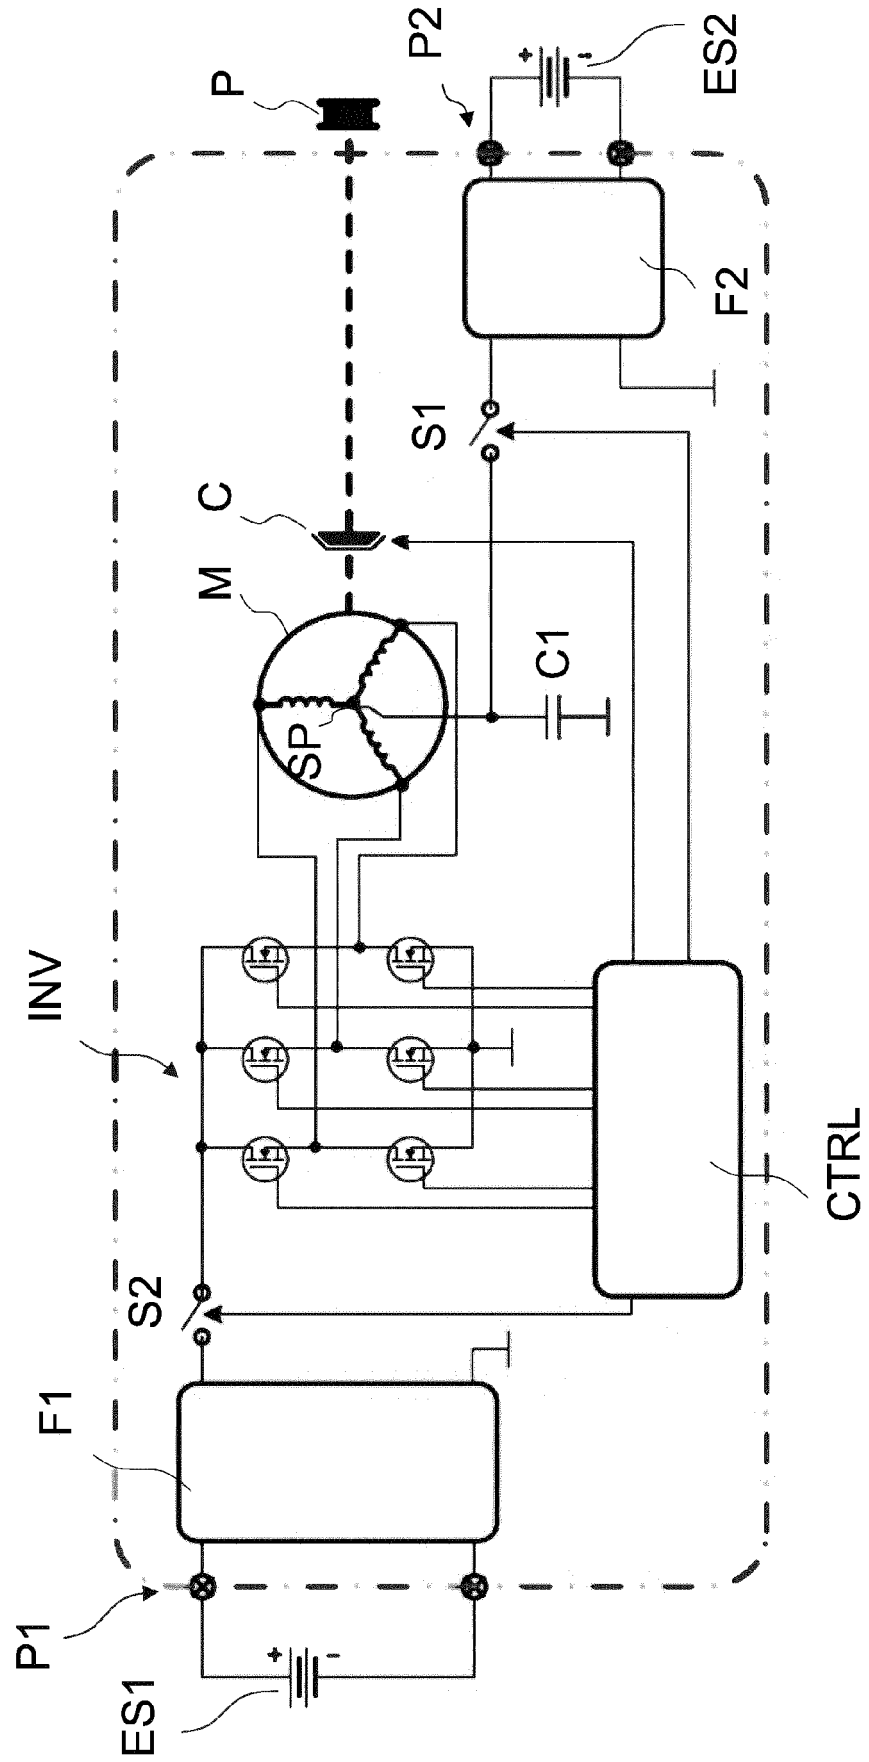 P1
ES1
F1
S2
INV
CTRL
SP
M
C
C1
S1
P
F2
P2
ES2
+
-
+
-